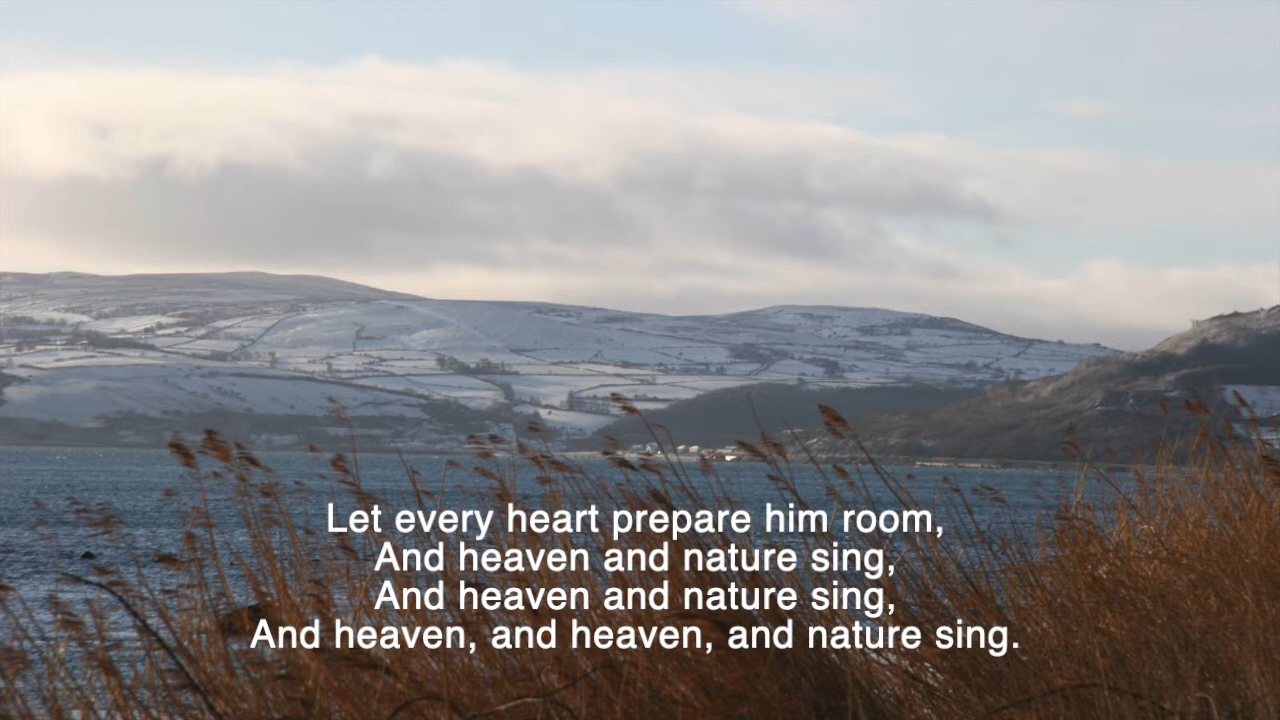 Let every heart prepare him room,
And heaven and nature sing,
And heaven and nature sing,
And heaven, and heaven, and nature sing.